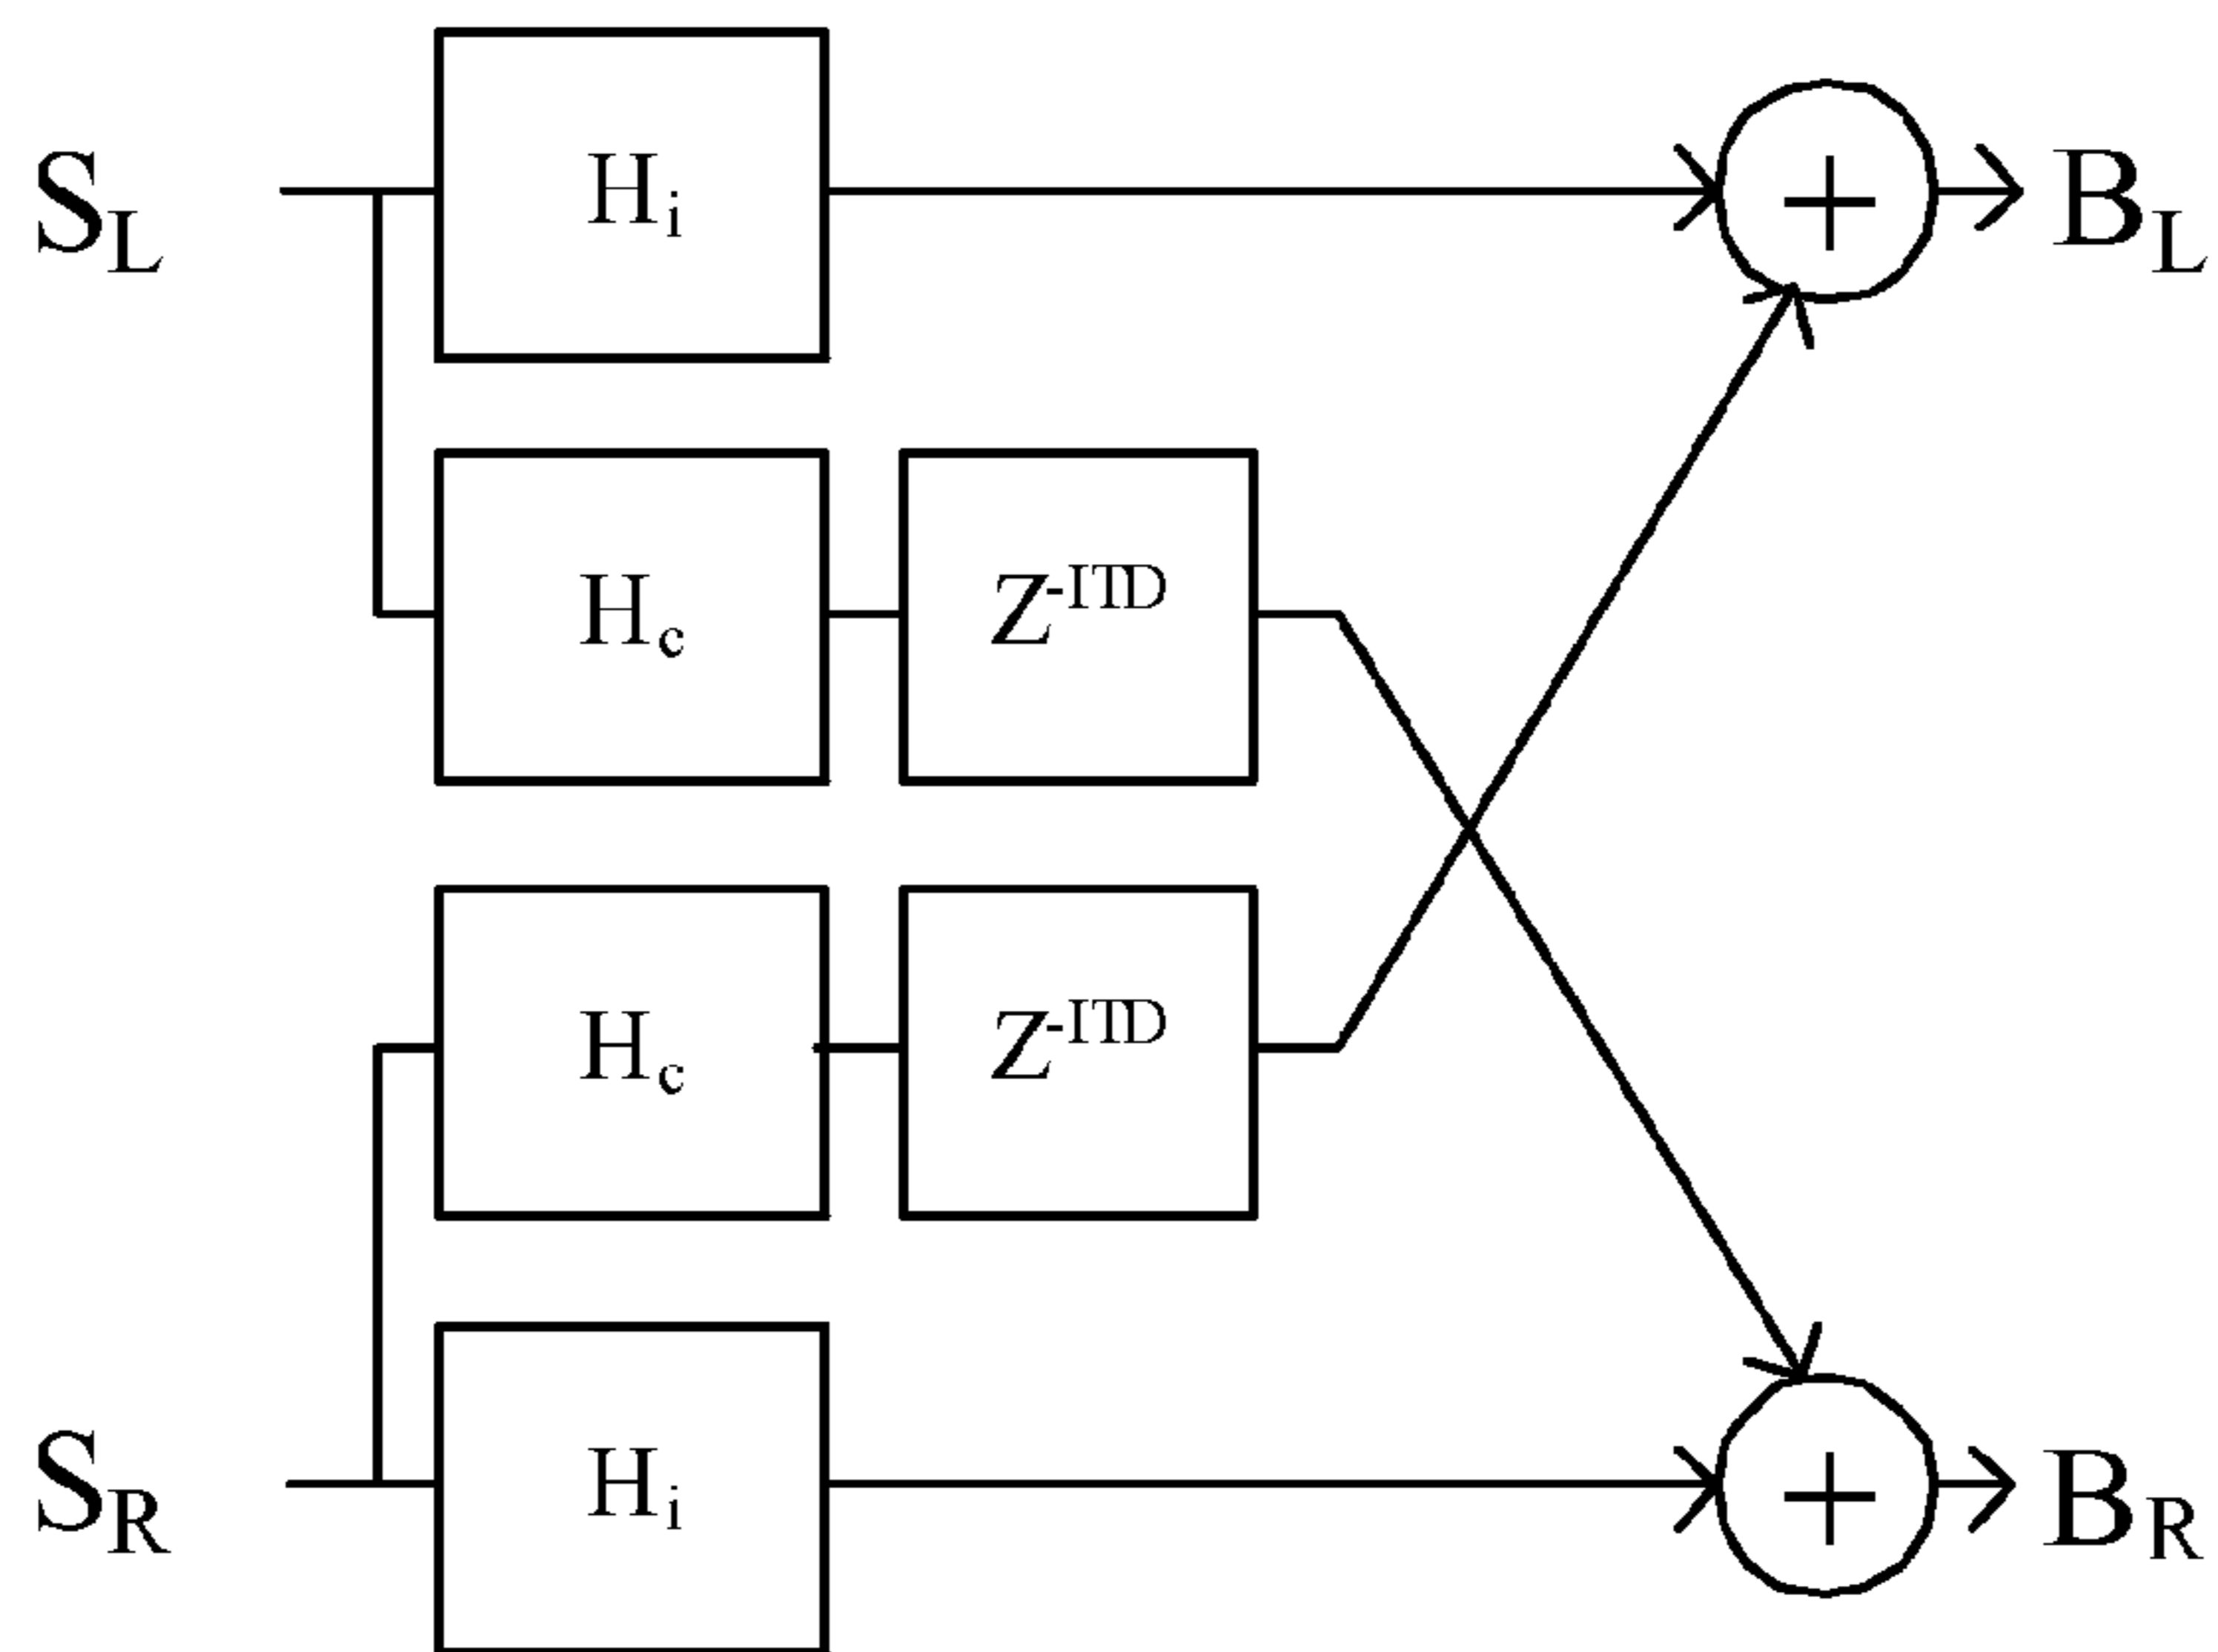 S_L H_i + B_L
H_c Z^-ITD
H_c Z^-ITD
S_R H_i + B_R